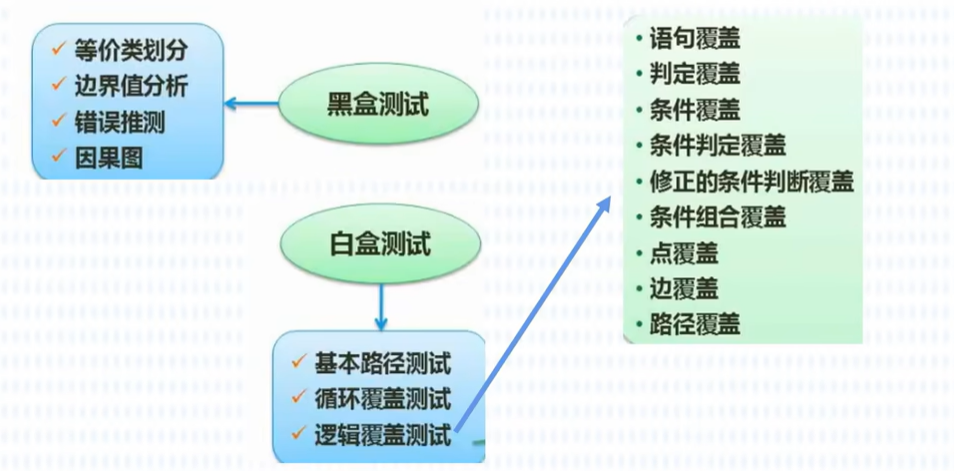 等价类划分
边界值分析
错误推测
因果图
黑盒测试
白盒测试
基本路径测试
循环覆盖测试
逻辑覆盖测试
语句覆盖
判定覆盖
条件覆盖
条件判定覆盖
修正的条件判断覆盖
条件组合覆盖
点覆盖
边覆盖
路径覆盖